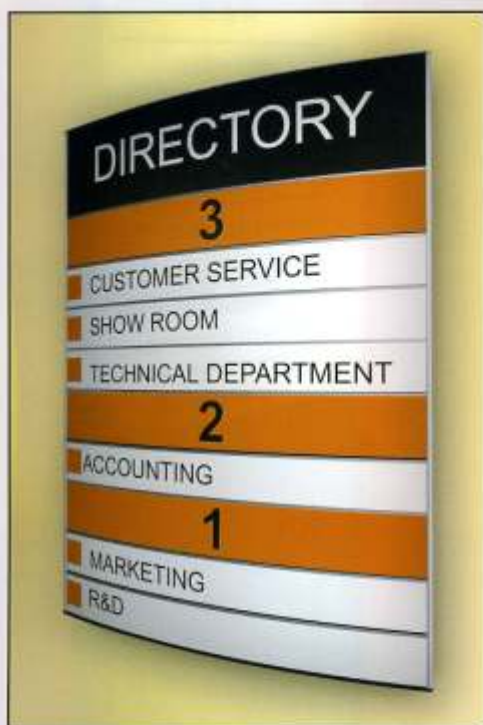 DIRECTORY
3
CUSTOMER SERVICE
SHOW ROOM
TECHNICAL DEPARTMENT
2
ACCOUNTING
1
MARKETING
R&D